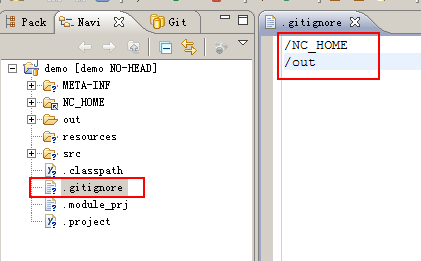 Pack
Navi
Git
demo [demo NO-HEAD]
META-INF
NC_HOME
out
resources
src
.classpath
.gitignore
.module_prj
.project
.gitignore
/NC_HOME
/out